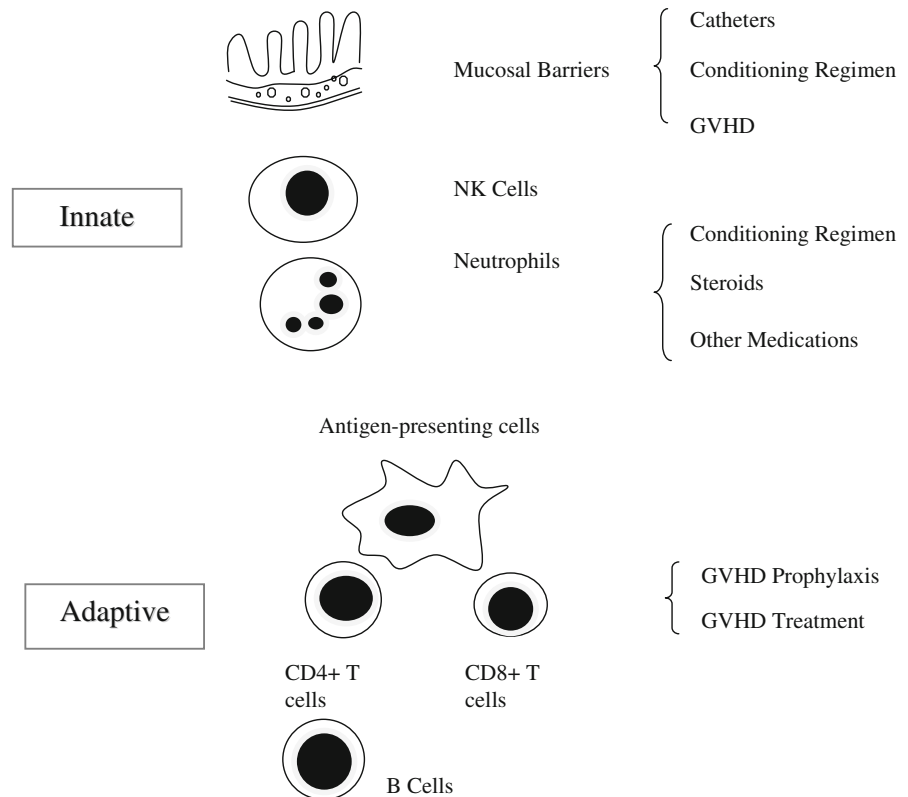 Mucosal Barriers
Catheters
Conditioning Regimen
GVHD
Innate
NK Cells
Neutrophils
Conditioning Regimen
Steroids
Other Medications
Antigen-presenting cells
Adaptive
GVHD Prophylaxis
GVHD Treatment
CD4+ T
cells
CD8+ T
cells
B Cells